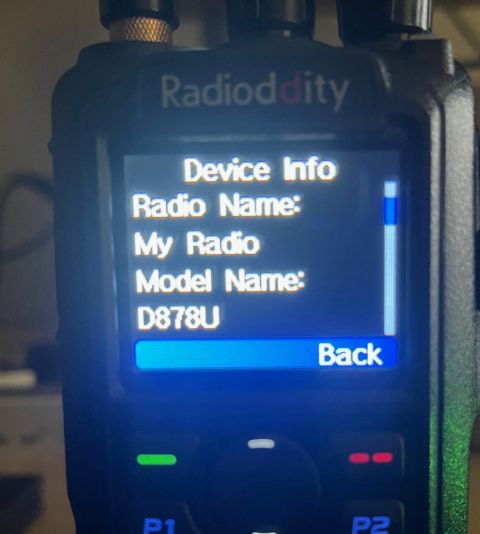 Radioddity
Device Info
Radio Name:
My Radio
Model Name:
D878U
Back
P1 P2